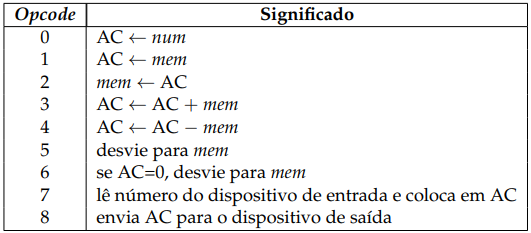 Opcode Significado
0 AC ← num
1 AC ← mem
2 mem ← AC
3 AC ← AC + mem
4 AC ← AC − mem
5 desvie para mem
6 se AC=0, desvie para mem
7 lê número do dispositivo de entrada e coloca em AC
8 envia AC para o dispositivo de saída